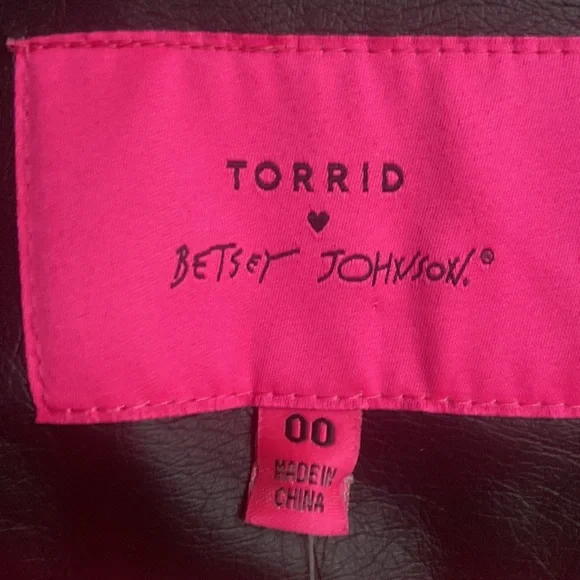 TORRID
♥
BETSEY JOHNSON.®
00
MADE IN
CHINA